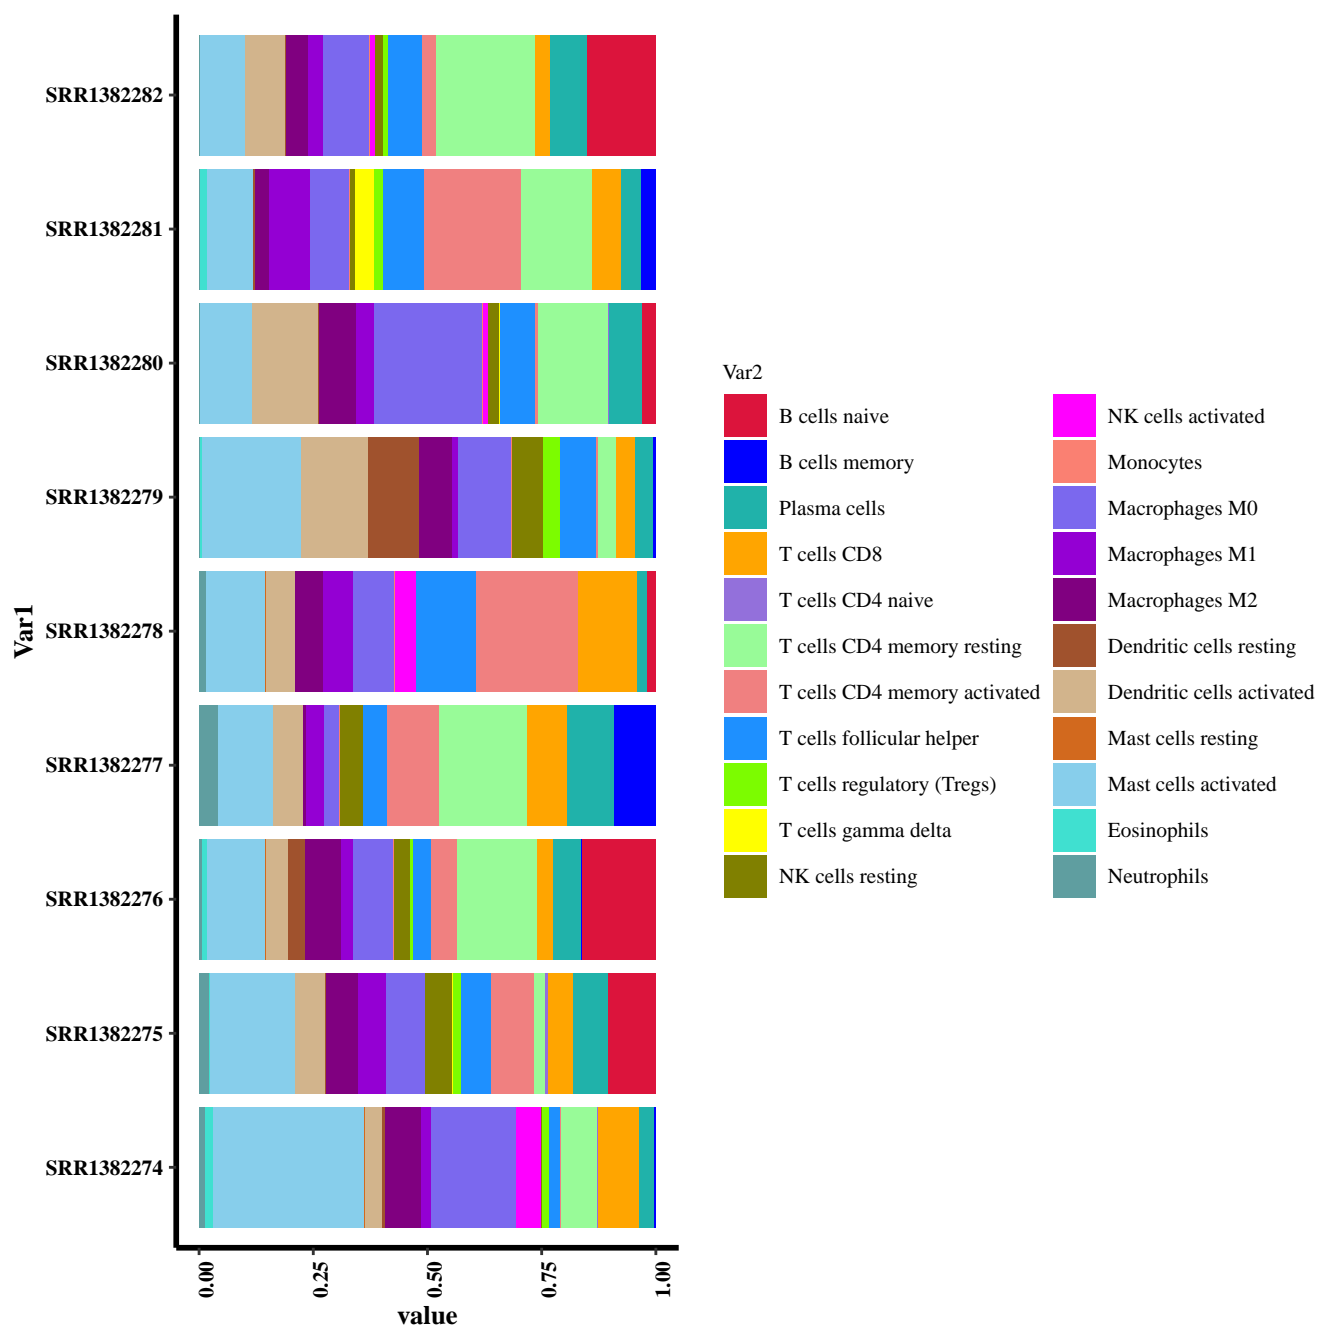 SRR1382282
SRR1382281
SRR1382280
SRR1382279
SRR1382278
SRR1382277
SRR1382276
SRR1382275
SRR1382274
Var1
0.00
0.25
0.50
0.75
1.00
value
Var2
B cells naive
B cells memory
Plasma cells
T cells CD8
T cells CD4 naive
T cells CD4 memory resting
T cells CD4 memory activated
T cells follicular helper
T cells regulatory (Tregs)
T cells gamma delta
NK cells resting
NK cells activated
Monocytes
Macrophages M0
Macrophages M1
Macrophages M2
Dendritic cells resting
Dendritic cells activated
Mast cells resting
Mast cells activated
Eosinophils
Neutrophils